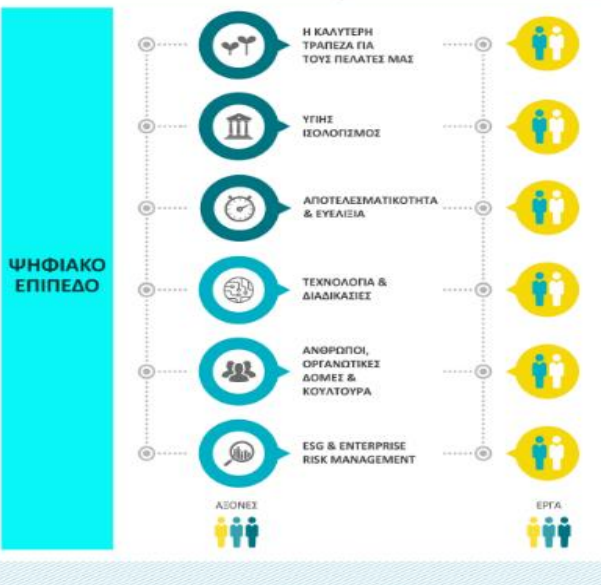 Η ΚΑΛΥΤΕΡΗ
ΤΡΑΠΕΖΑ ΓΙΑ
ΤΟΥΣ ΠΕΛΑΤΕΣ ΜΑΣ
ΥΓΙΗΣ
ΙΣΟΛΟΓΙΣΜΟΣ
ΑΠΟΤΕΛΕΣΜΑΤΙΚΟΤΗΤΑ
& ΕΥΕΛΙΞΙΑ
ΨΗΦΙΑΚΟ
ΕΠΙΠΕΔΟ
ΤΕΧΝΟΛΟΓΙΑ &
ΔΙΑΔΙΚΑΣΙΕΣ
ΑΝΘΡΩΠΟΙ,
ΟΡΓΑΝΩΤΙΚΕΣ
ΔΟΜΕΣ &
ΚΟΥΛΤΟΥΡΑ
ESG & ENTERPRISE
RISK MANAGEMENT
ΑΞΟΝΕΣ
ΕΡΓΑ